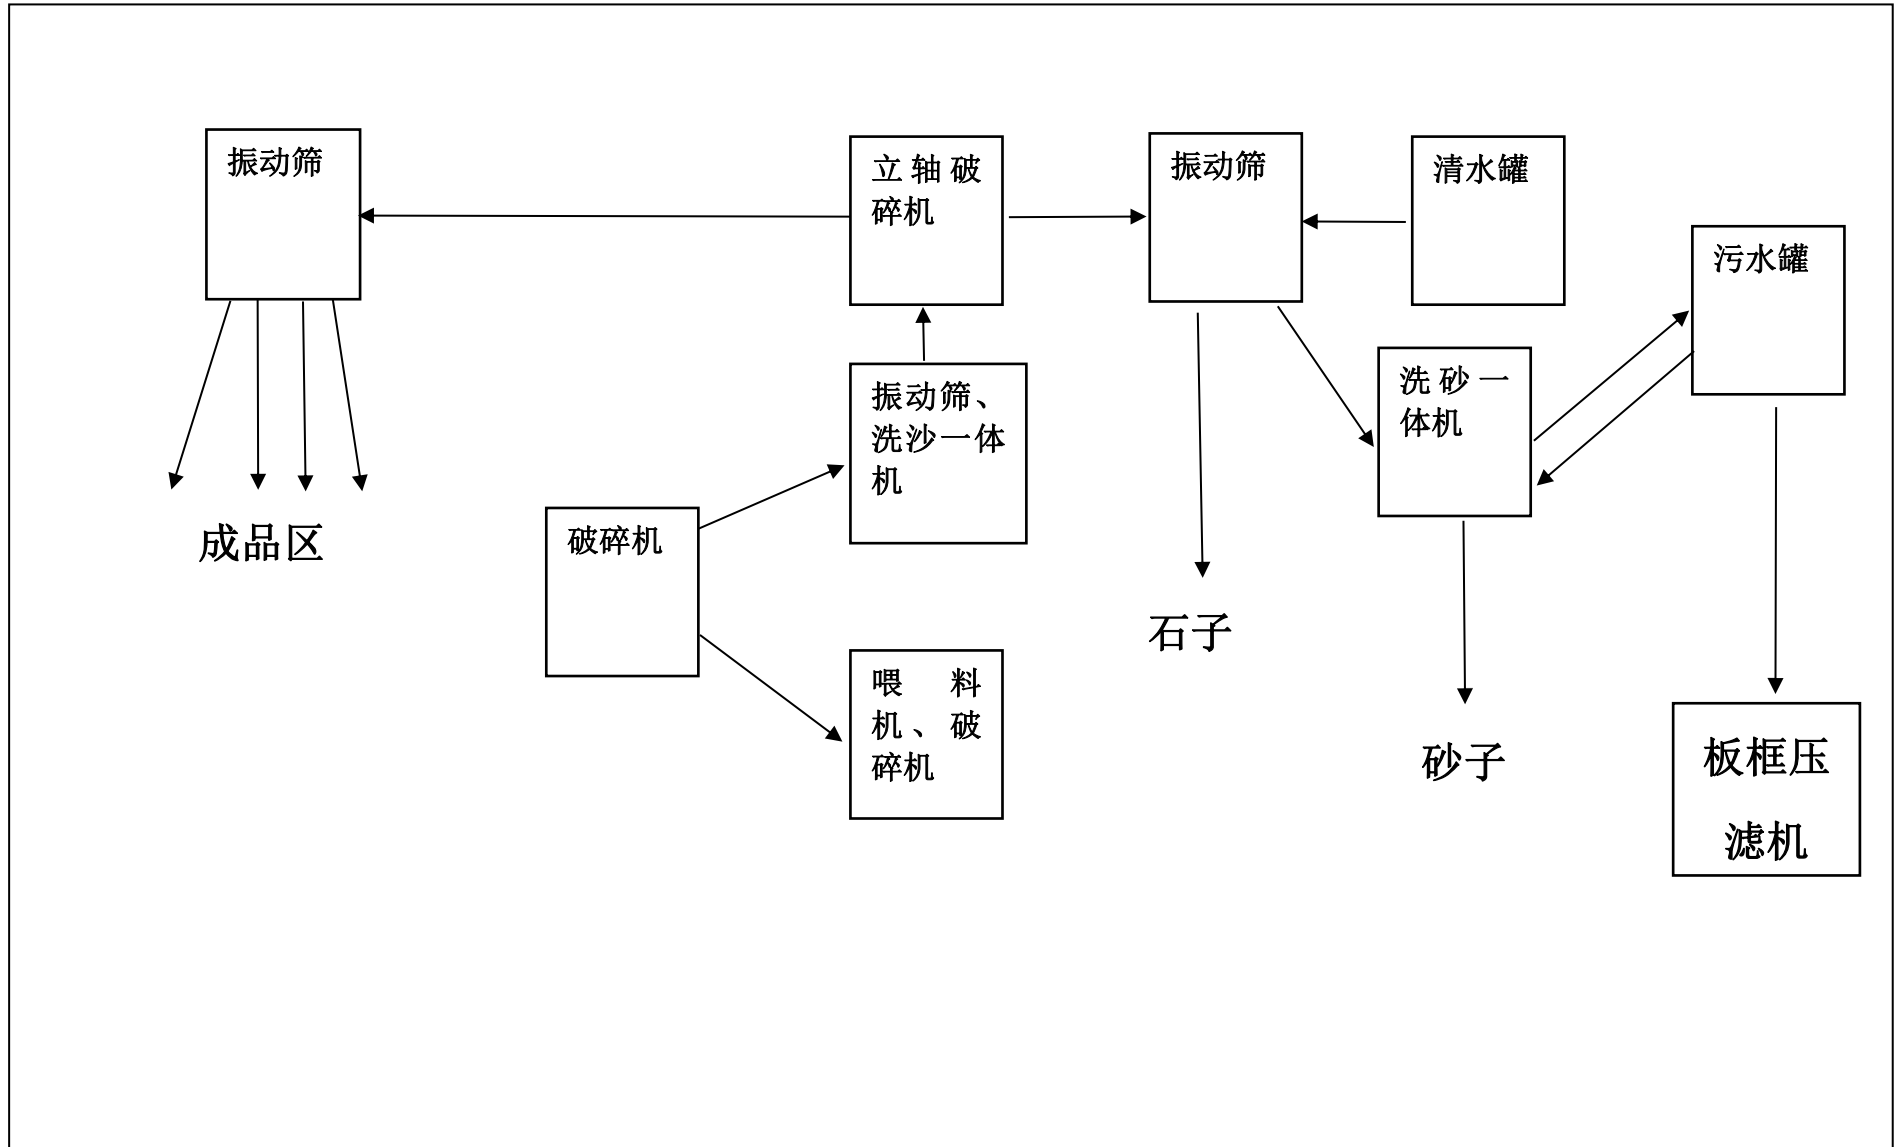 振动筛
立轴破
碎机
振动筛
清水罐
污水罐
振动筛、
洗沙一体
机
洗砂一
体机
破碎机
成品区
石子
喂料
机、破
碎机
砂子
板框压
滤机